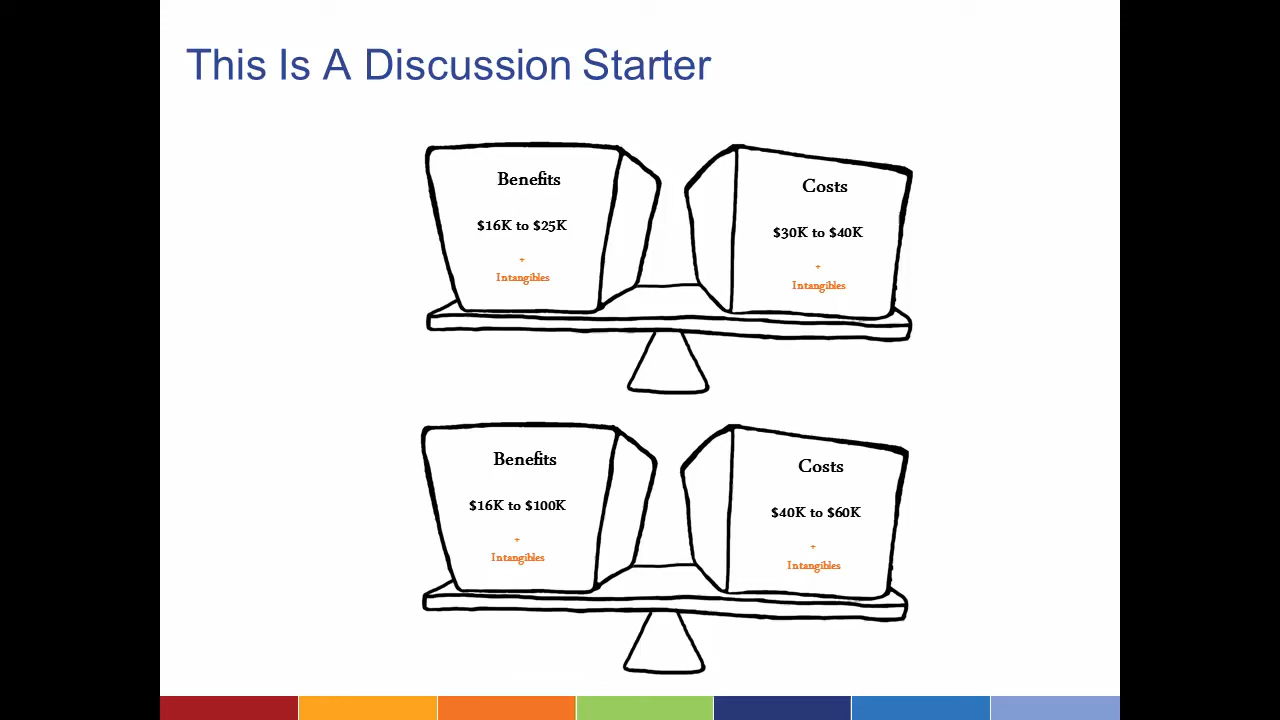 This Is A Discussion Starter
Benefits
$16K to $25K
+
Intangibles
Costs
$30K to $40K
+
Intangibles
Benefits
$16K to $100K
+
Intangibles
Costs
$40K to $60K
+
Intangibles